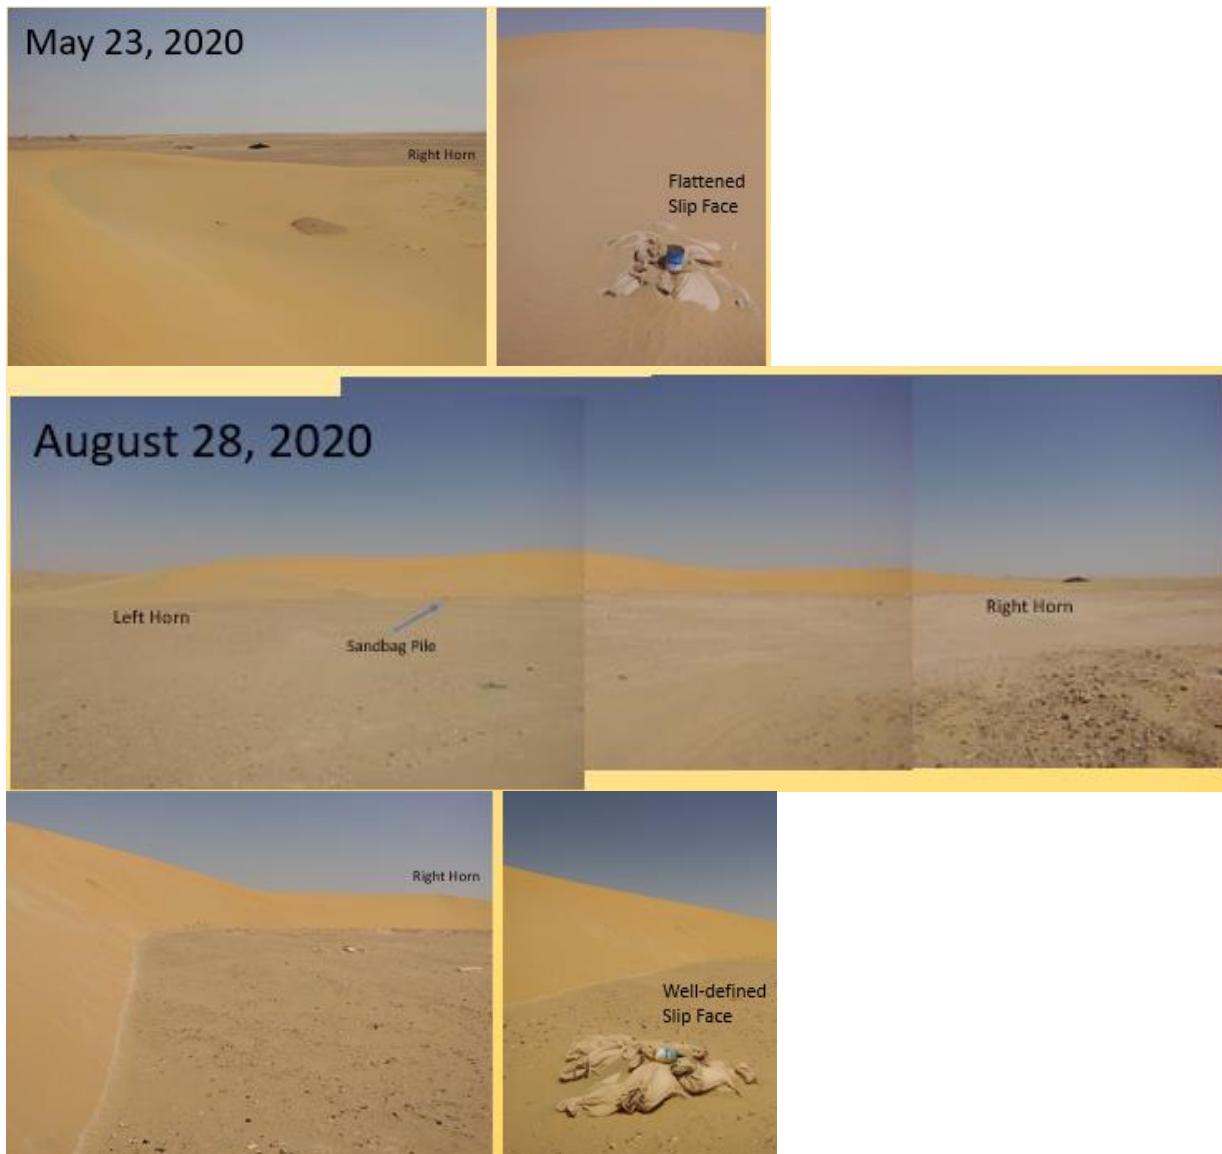 May 23, 2020
Right Horn
Flattened
Slip Face
August 28, 2020
Left Horn
Sandbag Pile
Right Horn
Right Horn
Well-defined
Slip Face